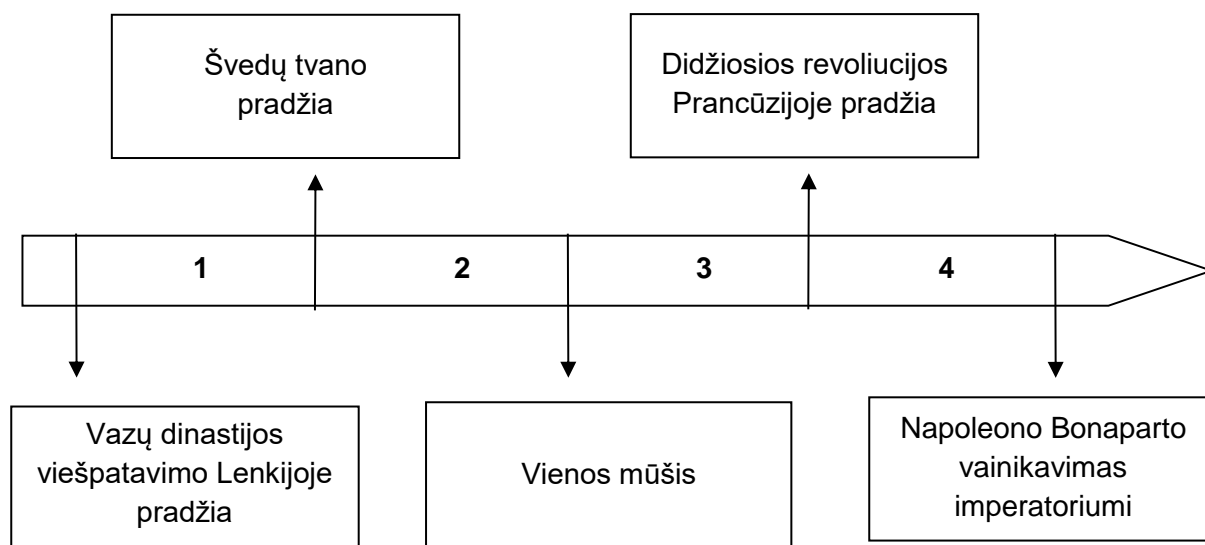 Švedų tvano
pradžia
Didžiosios revoliucijos
Prancūzijoje pradžia
1
2
3
4
Vazų dinastijos
viešpatavimo Lenkijoje
pradžia
Vienos mūšis
Napoleono Bonaparto
vainikavimas
imperatoriumi